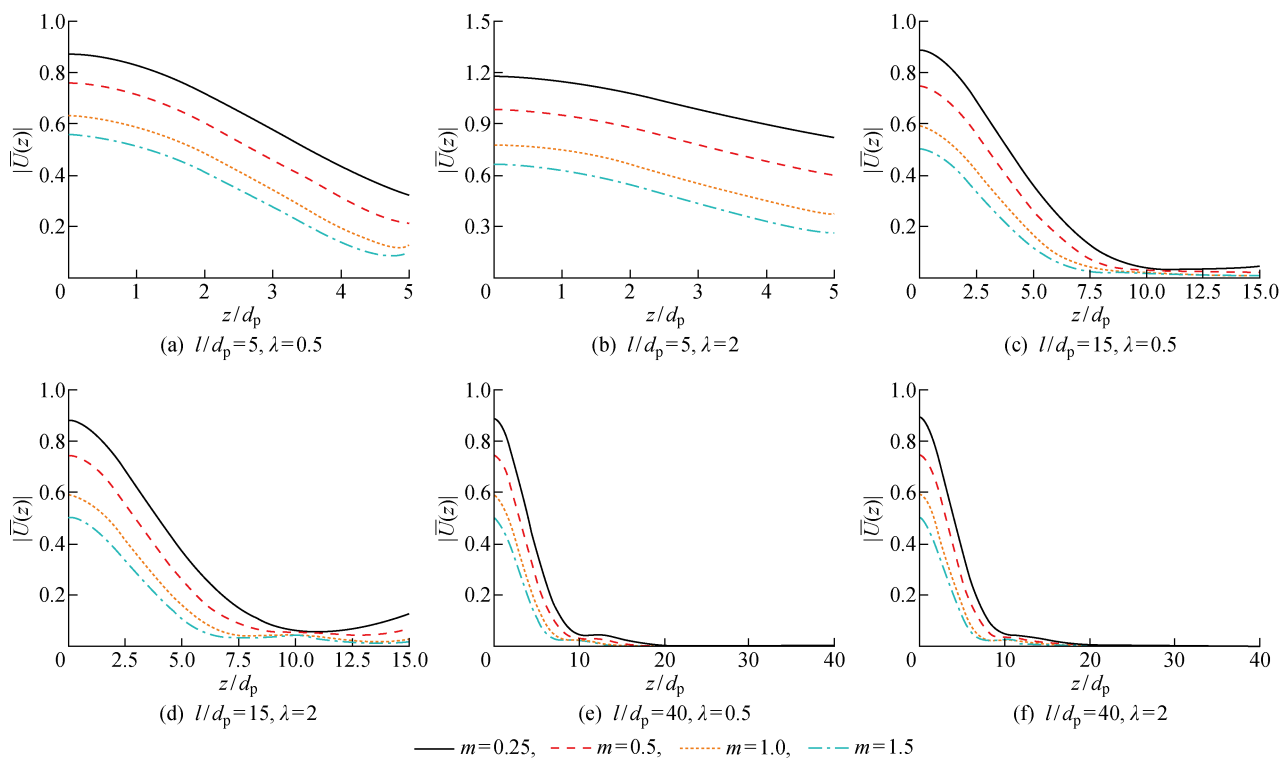 1.0
0.8
0.6
0.4
0.2
0 1 2 3 4 5
|U̅(z)|
z/dₚ
(a) l/dₚ=5, λ=0.5
1.5
1.2
0.9
0.6
0.3
0 1 2 3 4 5
|U̅(z)|
z/dₚ
(b) l/dₚ=5, λ=2
1.0
0.8
0.6
0.4
0.2
0 2.5 5.0 7.5 10.0 12.5 15.0
|U̅(z)|
z/dₚ
(c) l/dₚ=15, λ=0.5
1.0
0.8
0.6
0.4
0.2
0 2.5 5.0 7.5 10.0 12.5 15.0
|U̅(z)|
z/dₚ
(d) l/dₚ=15, λ=2
1.0
0.8
0.6
0.4
0.2
0 10 20 30 40
|U̅(z)|
z/dₚ
(e) l/dₚ=40, λ=0.5
1.0
0.8
0.6
0.4
0.2
0 10 20 30 40
|U̅(z)|
z/dₚ
(f) l/dₚ=40, λ=2
m=0.25, m=0.5, m=1.0, m=1.5